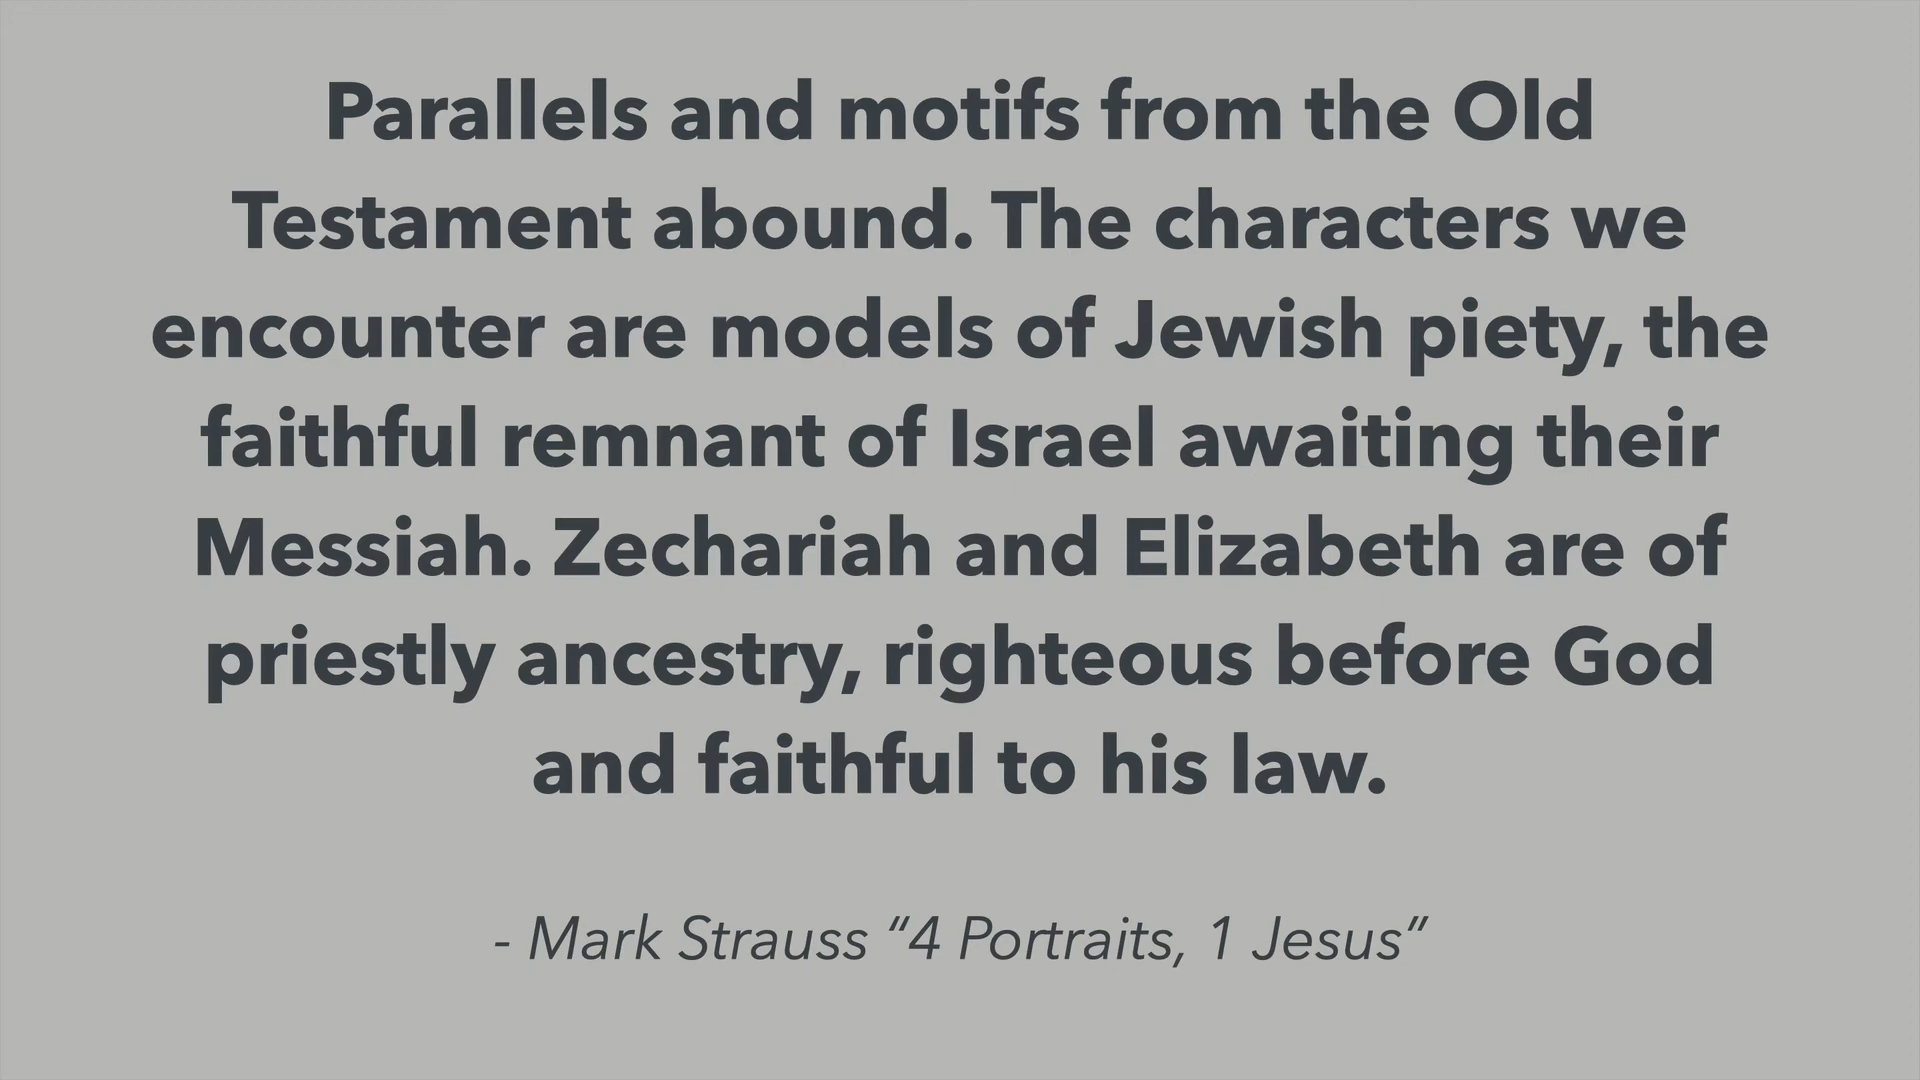 Parallels and motifs from the Old
Testament abound. The characters we
encounter are models of Jewish piety, the
faithful remnant of Israel awaiting their
Messiah. Zechariah and Elizabeth are of
priestly ancestry, righteous before God
and faithful to his law.
- Mark Strauss “4 Portraits, 1 Jesus”